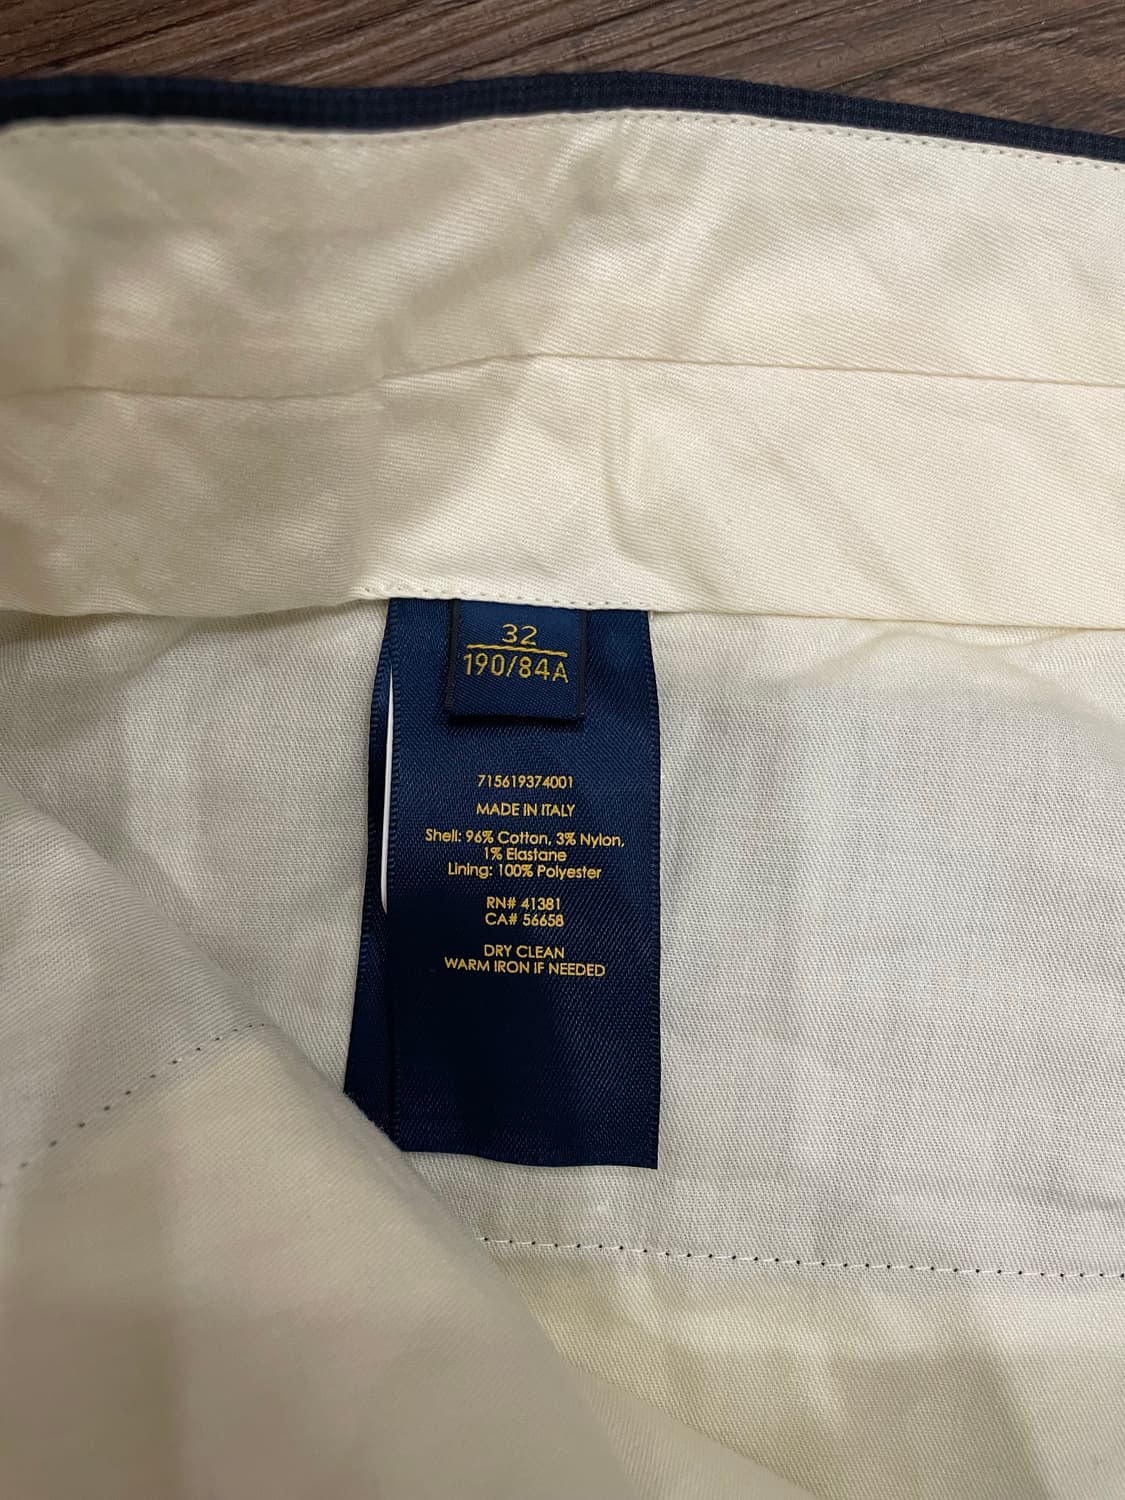 32
190/84A
715619374001
MADE IN ITALY
Shell: 96% Cotton, 3% Nylon,
1% Elastane
Lining: 100% Polyester
RN# 41381
CA# 56658
DRY CLEAN
WARM IRON IF NEEDED